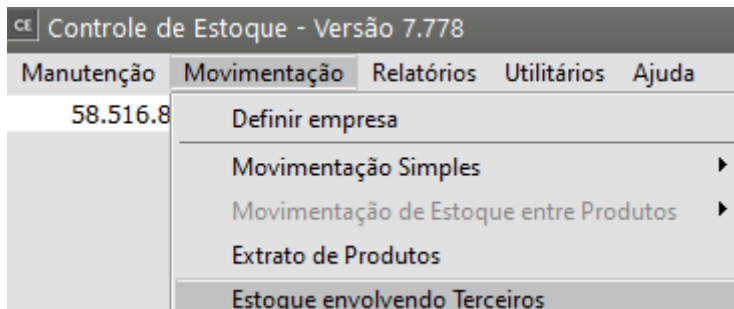 CE Controle de Estoque - Versão 7.778
Manutenção Movimentação Relatórios Utilitários Ajuda
58.516.8
Definir empresa
Movimentação Simples
Movimentação de Estoque entre Produtos
Extrato de Produtos
Estoque envolvendo Terceiros